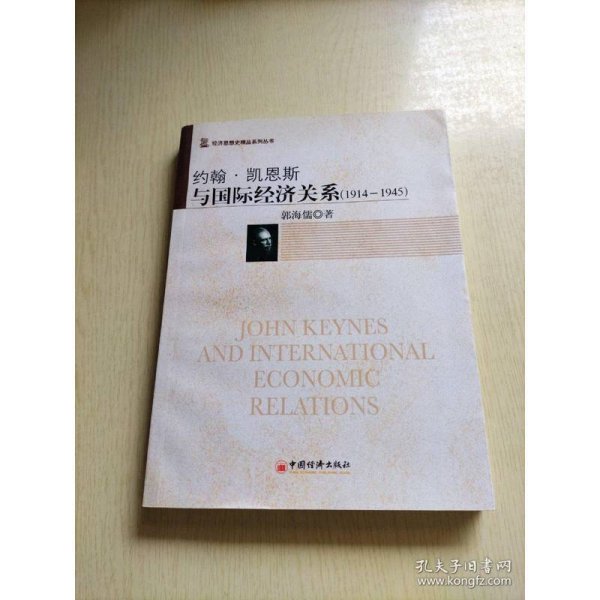 经济思想史精品系列丛书
约翰·凯恩斯
与国际经济关系(1914-1945)
郭海儒◎著
JOHN KEYNES
AND INTERNATIONAL
ECONOMIC
RELATIONS
中国经济出版社
孔夫子旧书网
www.kongfz.com